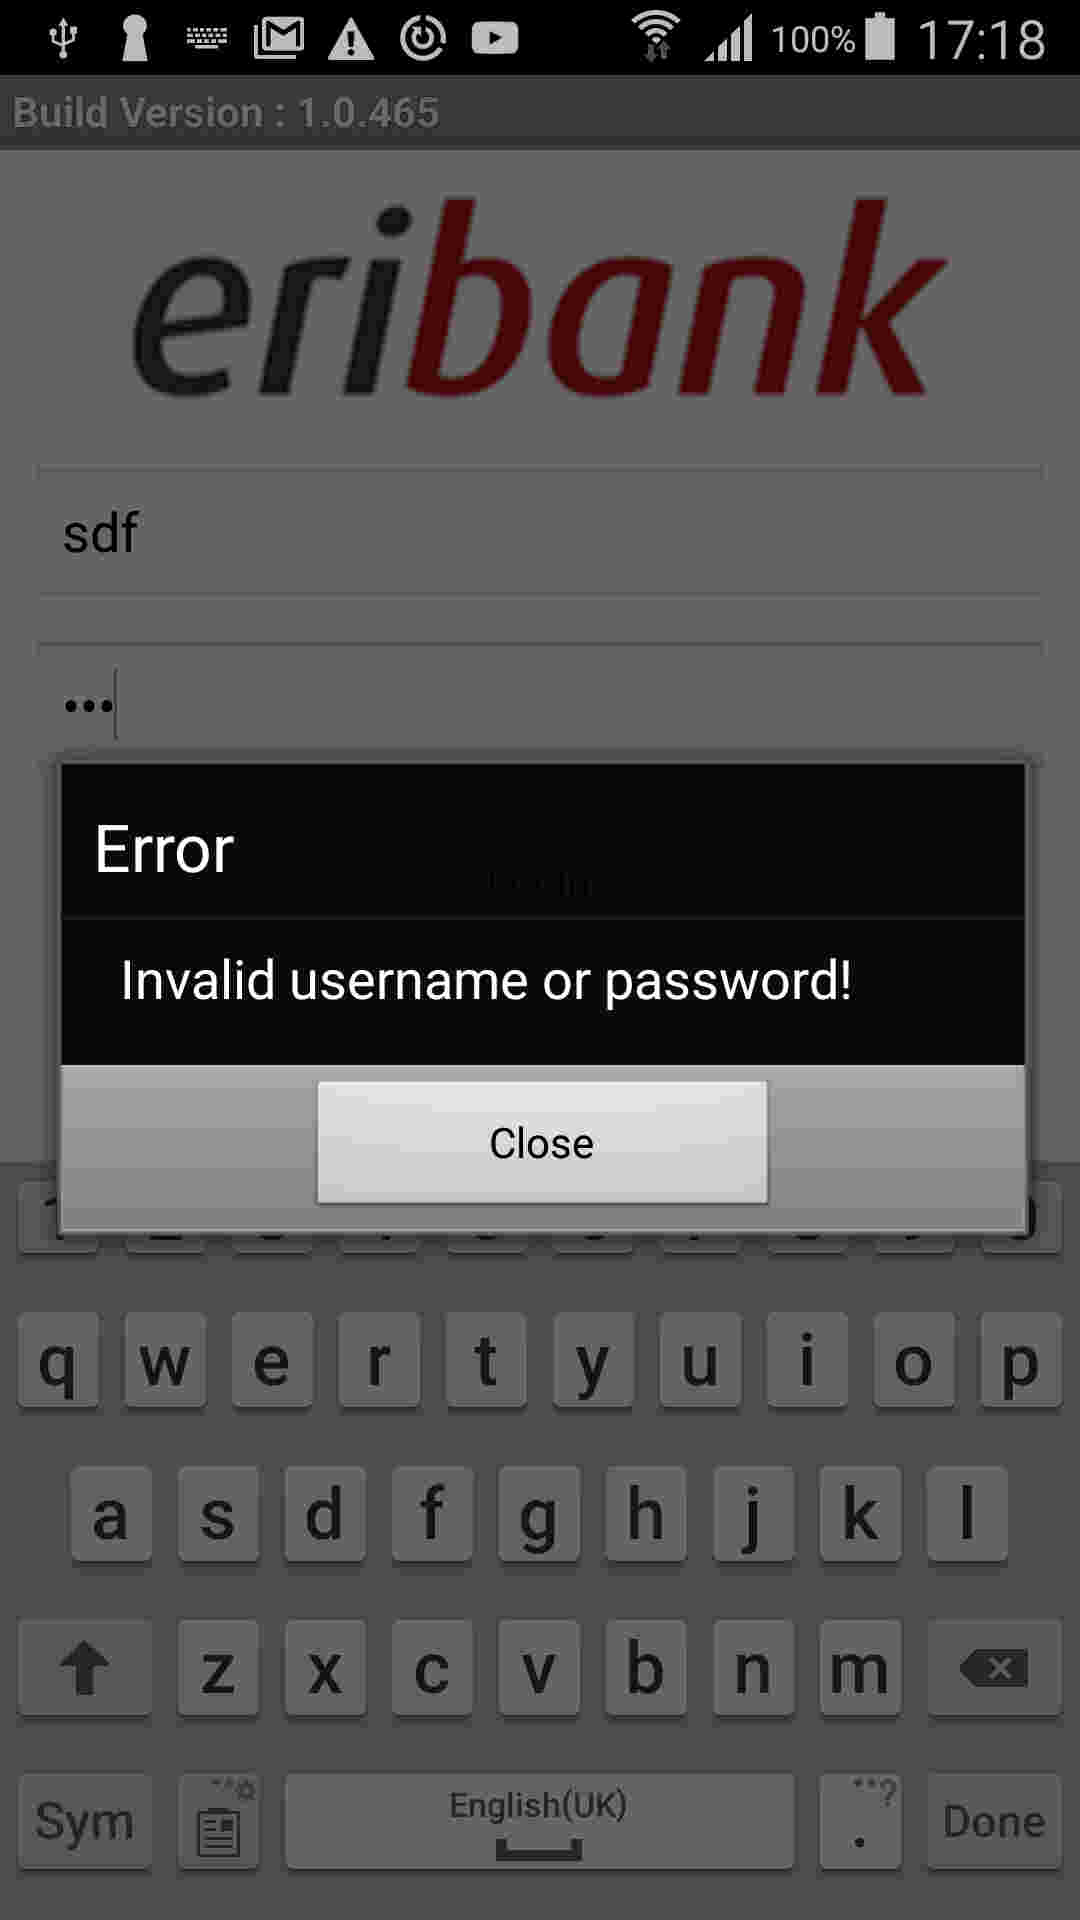 100% 17:18
Build Version : 1.0.465
eribank
sdf
•••
Error
Invalid username or password!
Close
q w e r t y u i o p
a s d f g h j k l
z x c v b n m
Sym English(UK) . ? Done